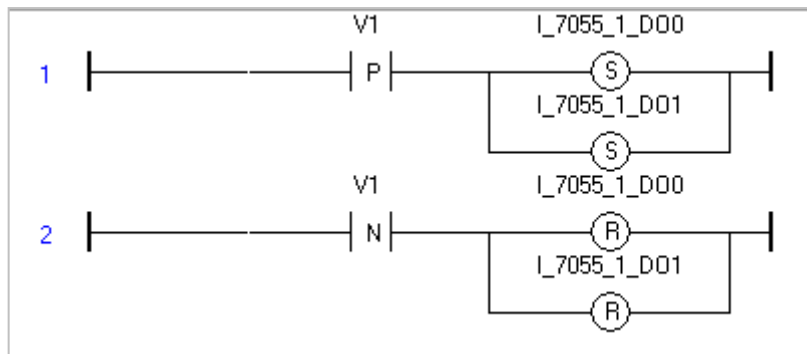 V1 I_7055_1_DO0
1 P S
I_7055_1_DO1
S
V1 I_7055_1_DO0
2 N R
I_7055_1_DO1
R